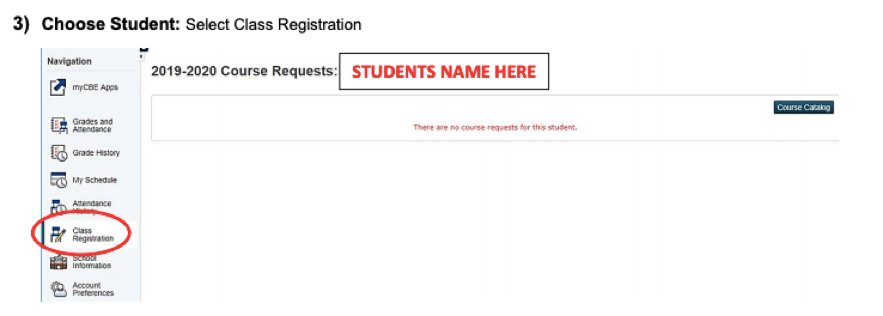 3) Choose Student: Select Class Registration
Navigation
myCBE Apps
Grades and
Attendance
Grade History
My Schedule
Attendance
History
Class
Registration
School
Information
Account
Preferences
2019-2020 Course Requests: STUDENTS NAME HERE
Course Catalog
There are no course requests for this student.